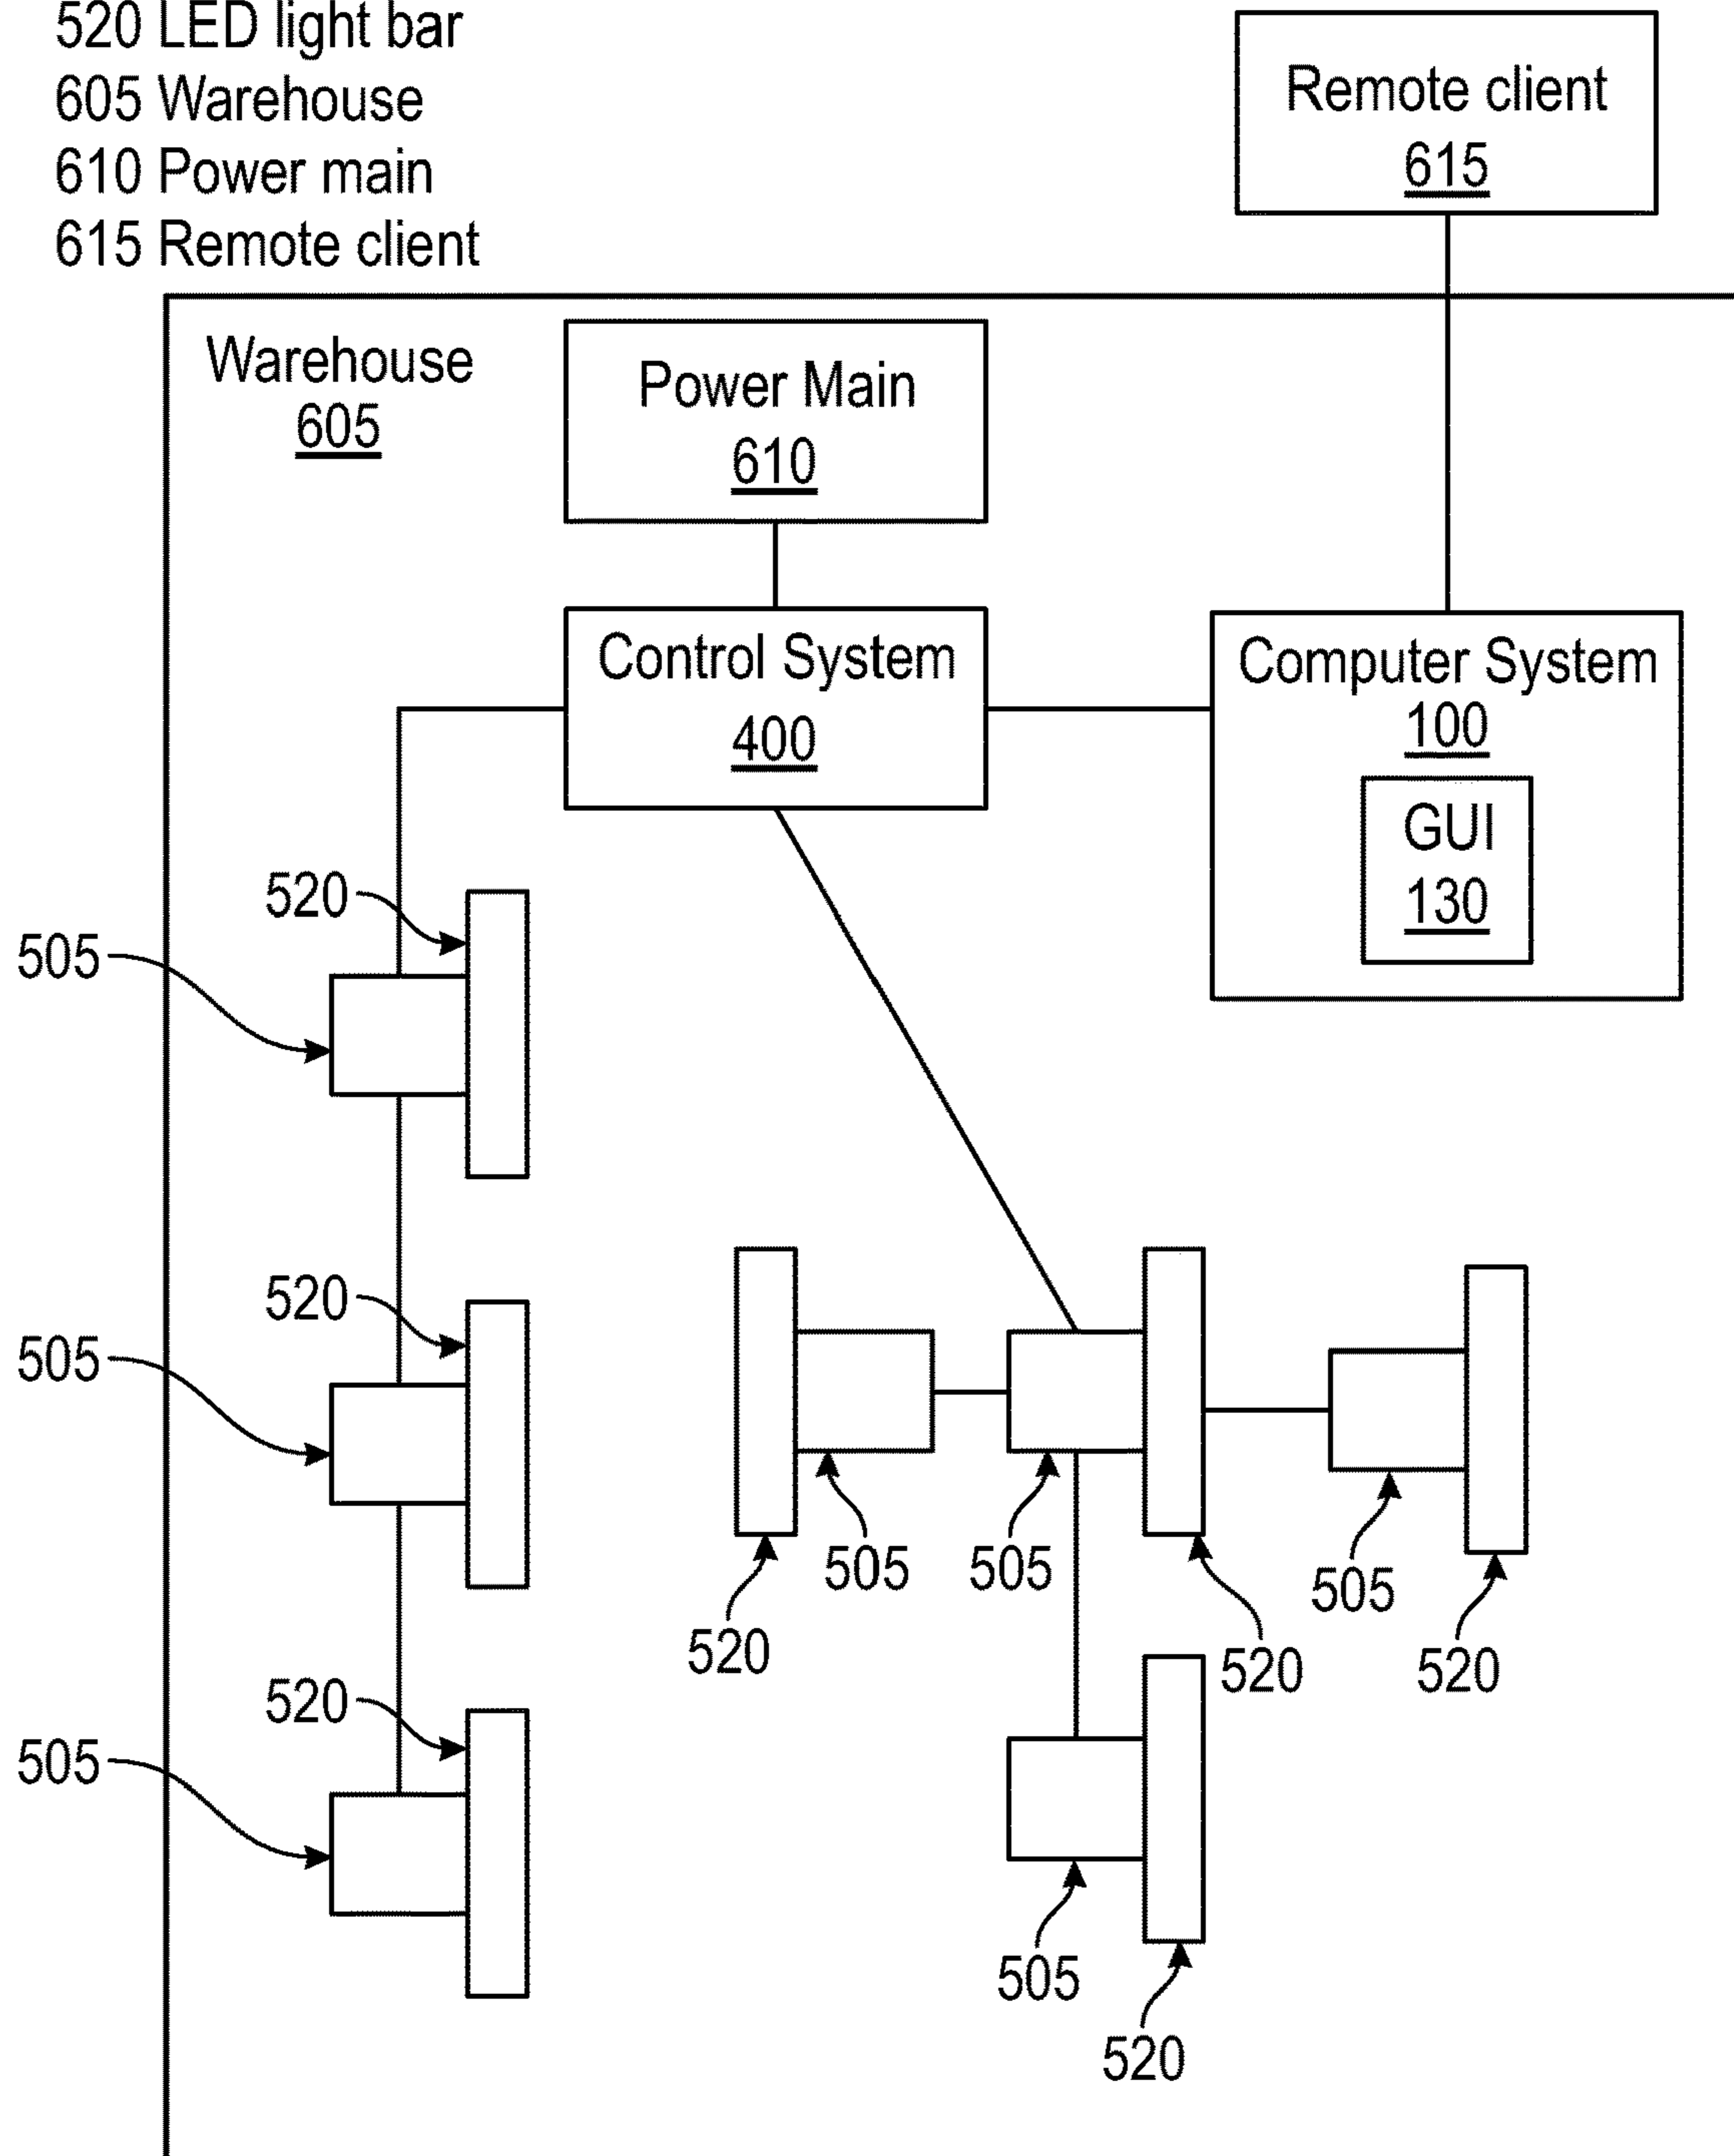 520 LED light bar
605 Warehouse
610 Power main
615 Remote client
Remote client
615
Warehouse
605
Power Main
610
Control System
400
Computer System
100
GUI
130
520
505
520
505
520
505
505
505
505
520
520
520
505
520